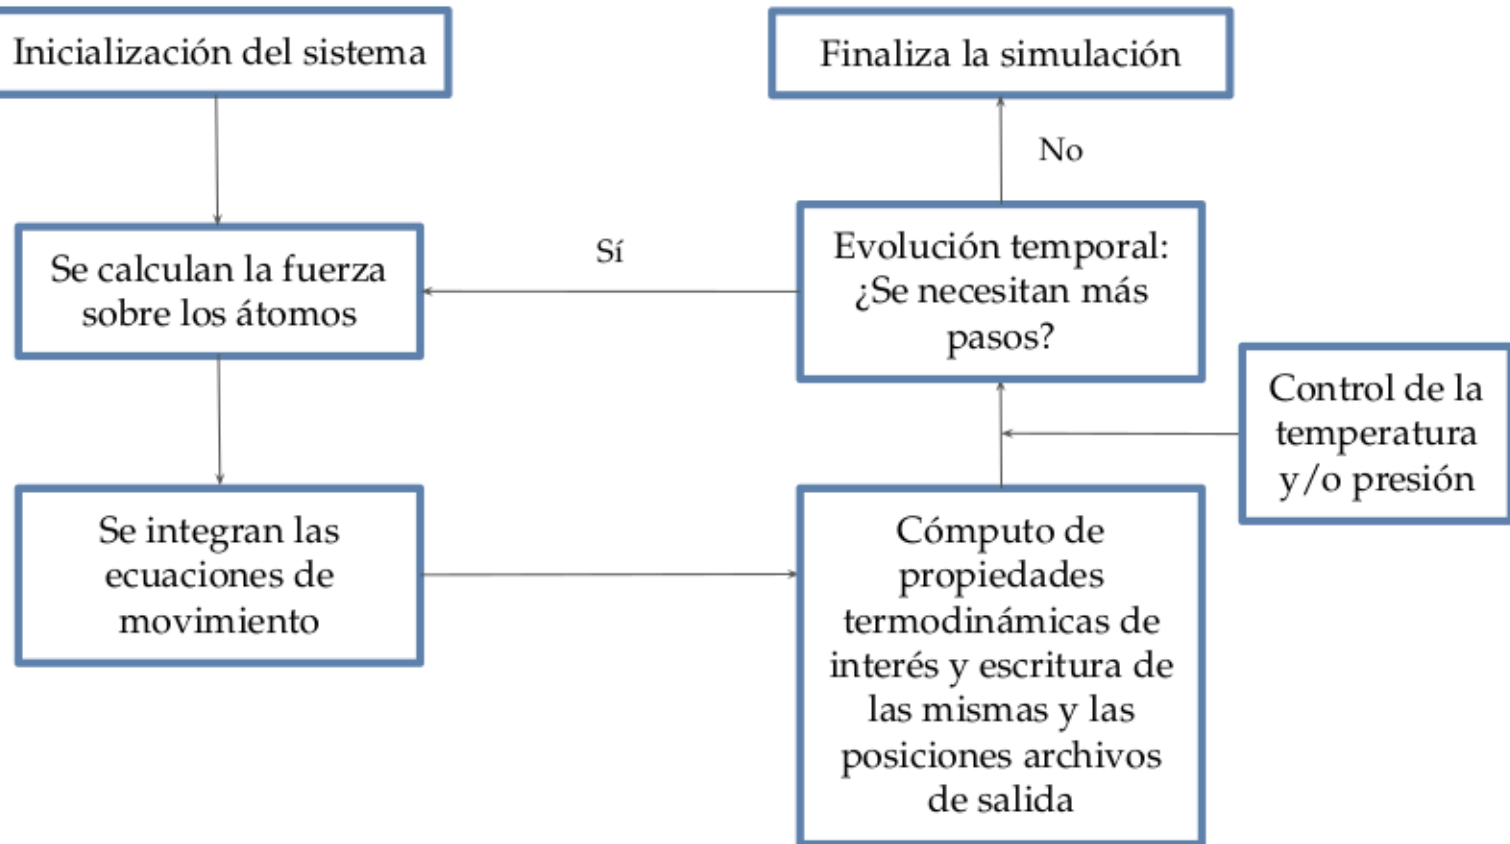 Inicialización del sistema
Finaliza la simulación
No
Sí
Se calculan la fuerza
sobre los átomos
Evolución temporal:
¿Se necesitan más
pasos?
Control de la
temperatura
y/o presión
Se integran las
ecuaciones de
movimiento
Cómputo de
propiedades
termodinámicas de
interés y escritura de
las mismas y las
posiciones archivos
de salida